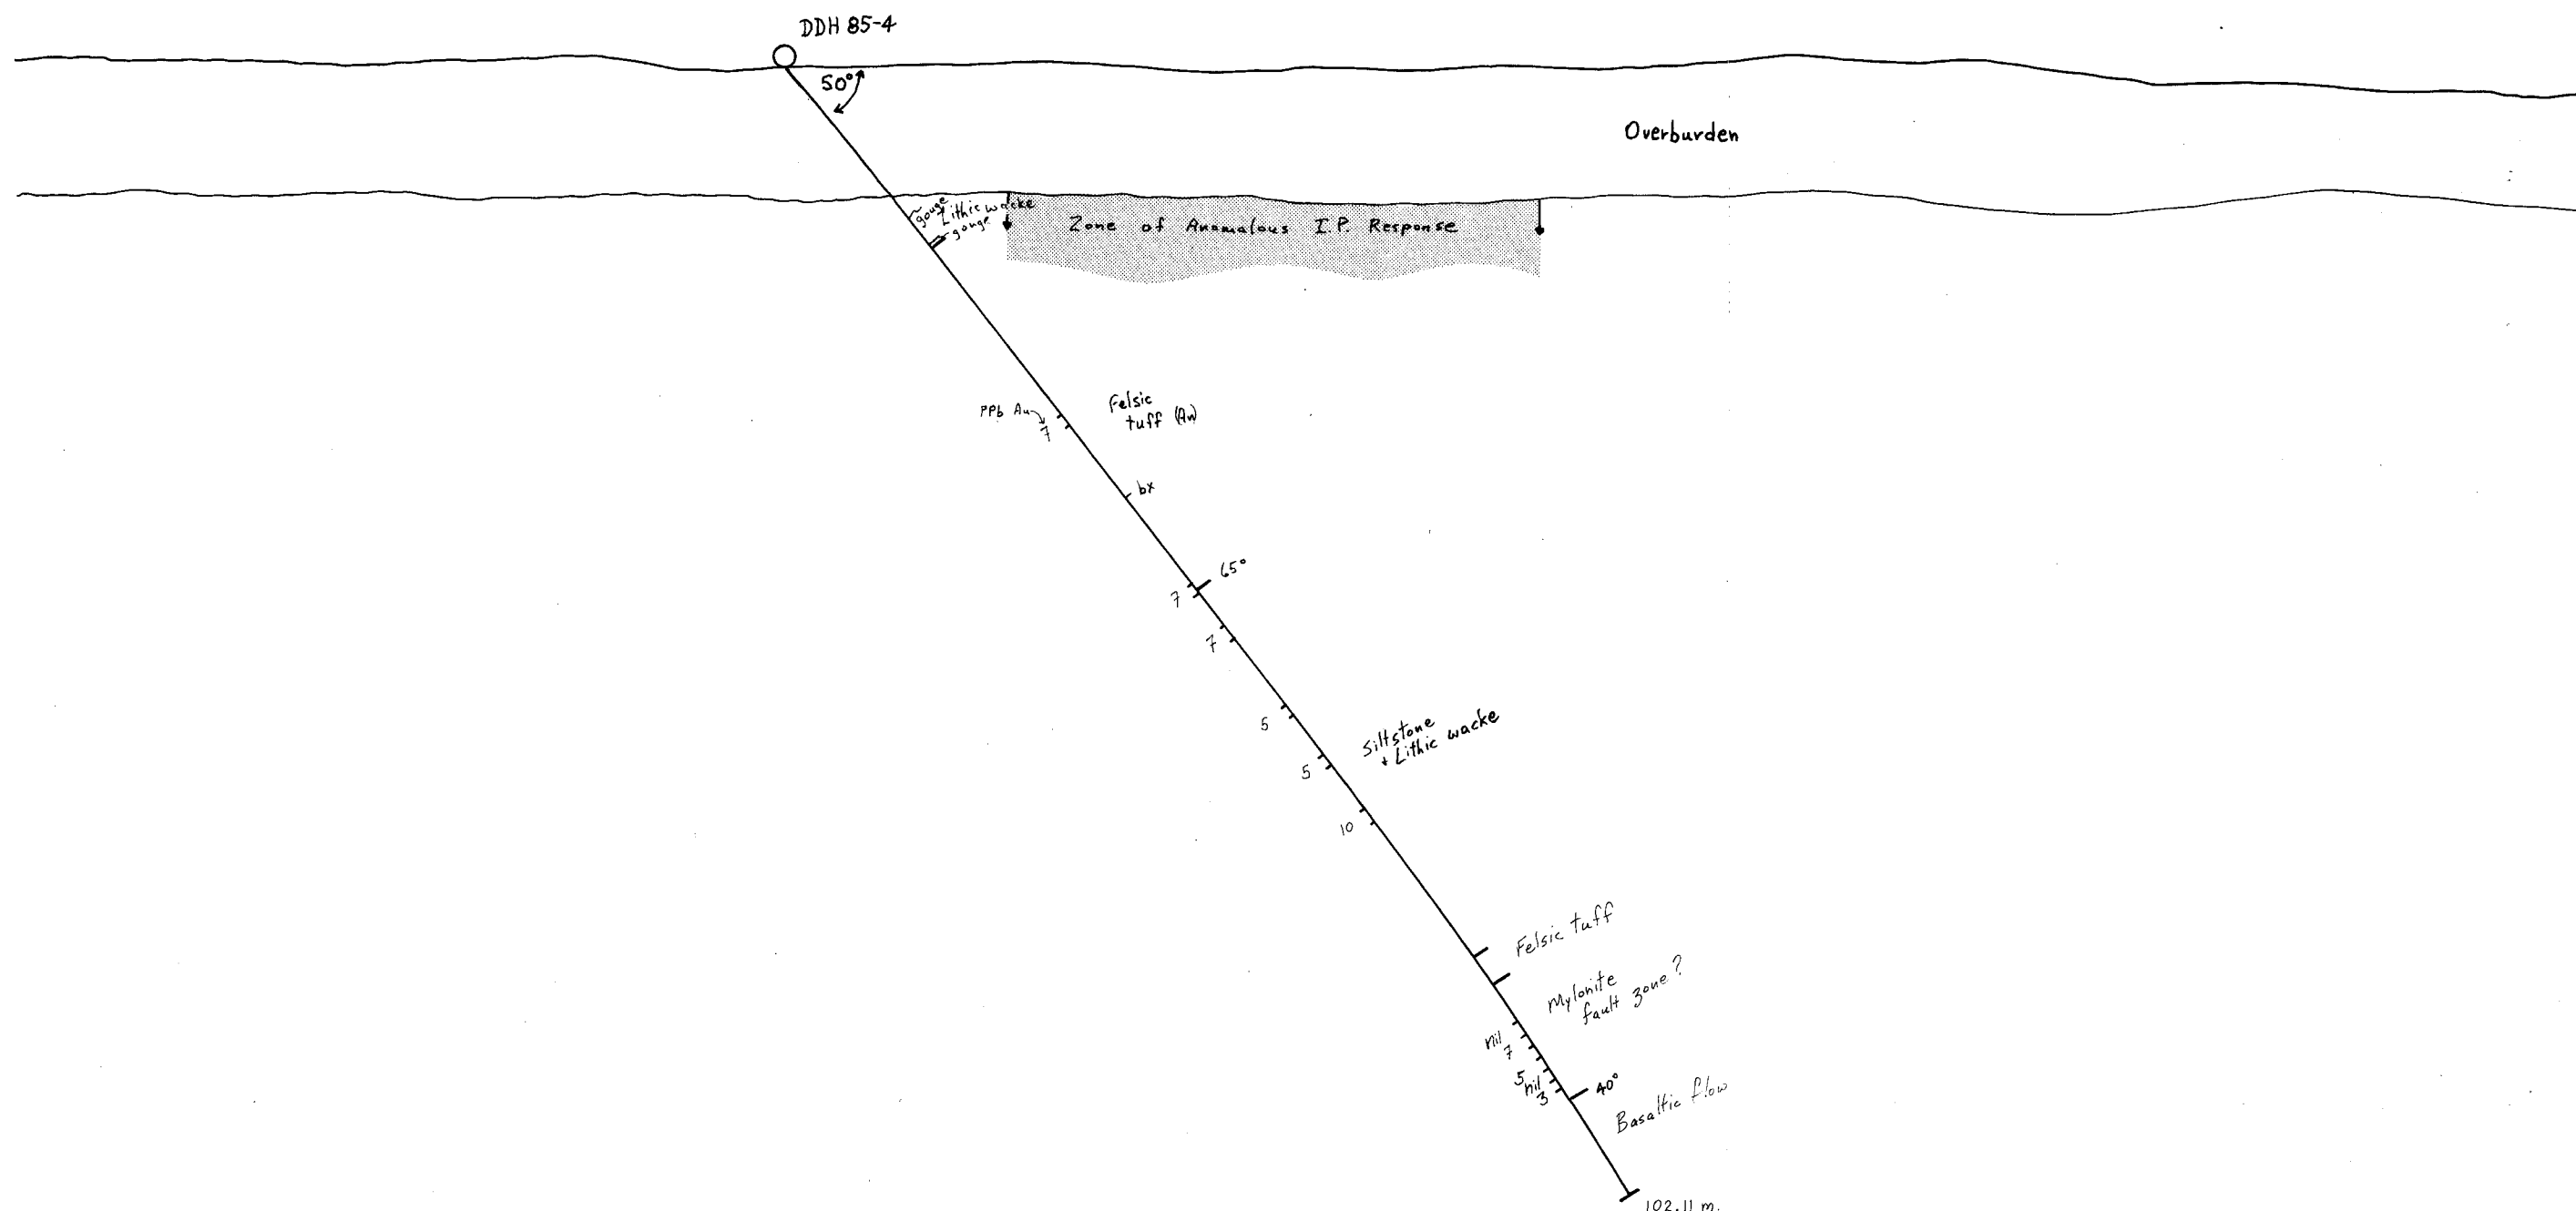 DDH 85-4
50°
Overburden
gouge
Lithic wacke
gouge
Zone of Anomalous I.P. Response
PPb Au
7
Felsic
tuff (An)
bx
65°
7
7
5
Siltstone
+ Lithic wacke
5
10
Felsic tuff
Mylonite
fault zone?
nil
7
5
nil
3
40°
Basaltic flow
102.11 m.